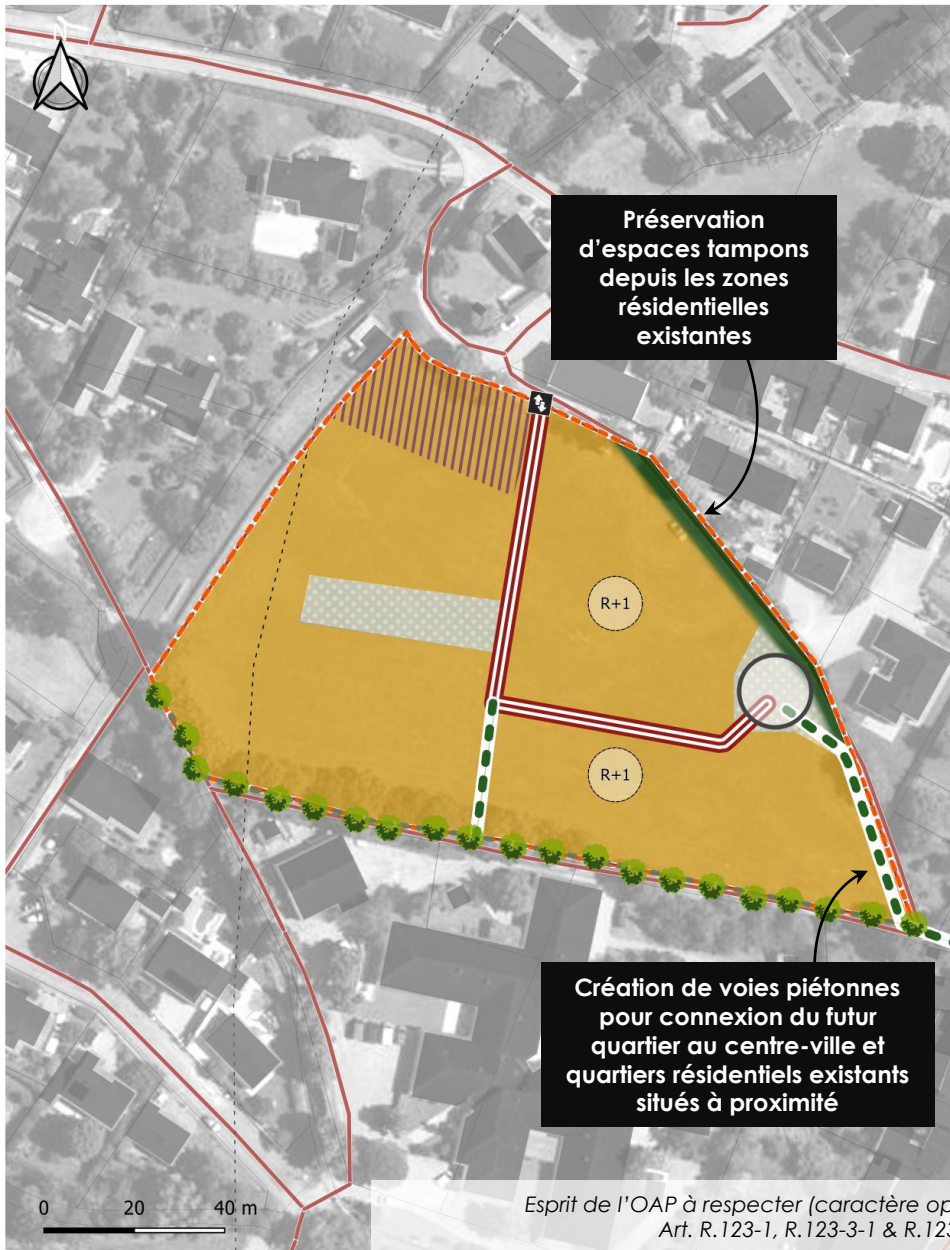 N
Préservation
d'espaces tampons
depuis les zones
résidentielles
existantes
R+1
R+1
Création de voies piétonnes
pour connexion du futur
quartier au centre-ville et
quartiers résidentiels existants
situés à proximité
0 20 40 m
Esprit de l'OAP à respecter (caractère op
Art. R.123-1, R.123-3-1 & R.12